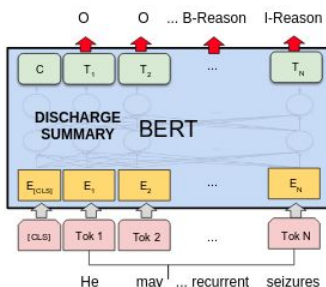 O O ... B-Reason I-Reason
C T1 T2 ... TN
DISCHARGE
SUMMARY BERT
E[CLS] E1 E2 ... EN
[CLS] Tok 1 Tok 2 ... Tok N
He may ... recurrent seizures